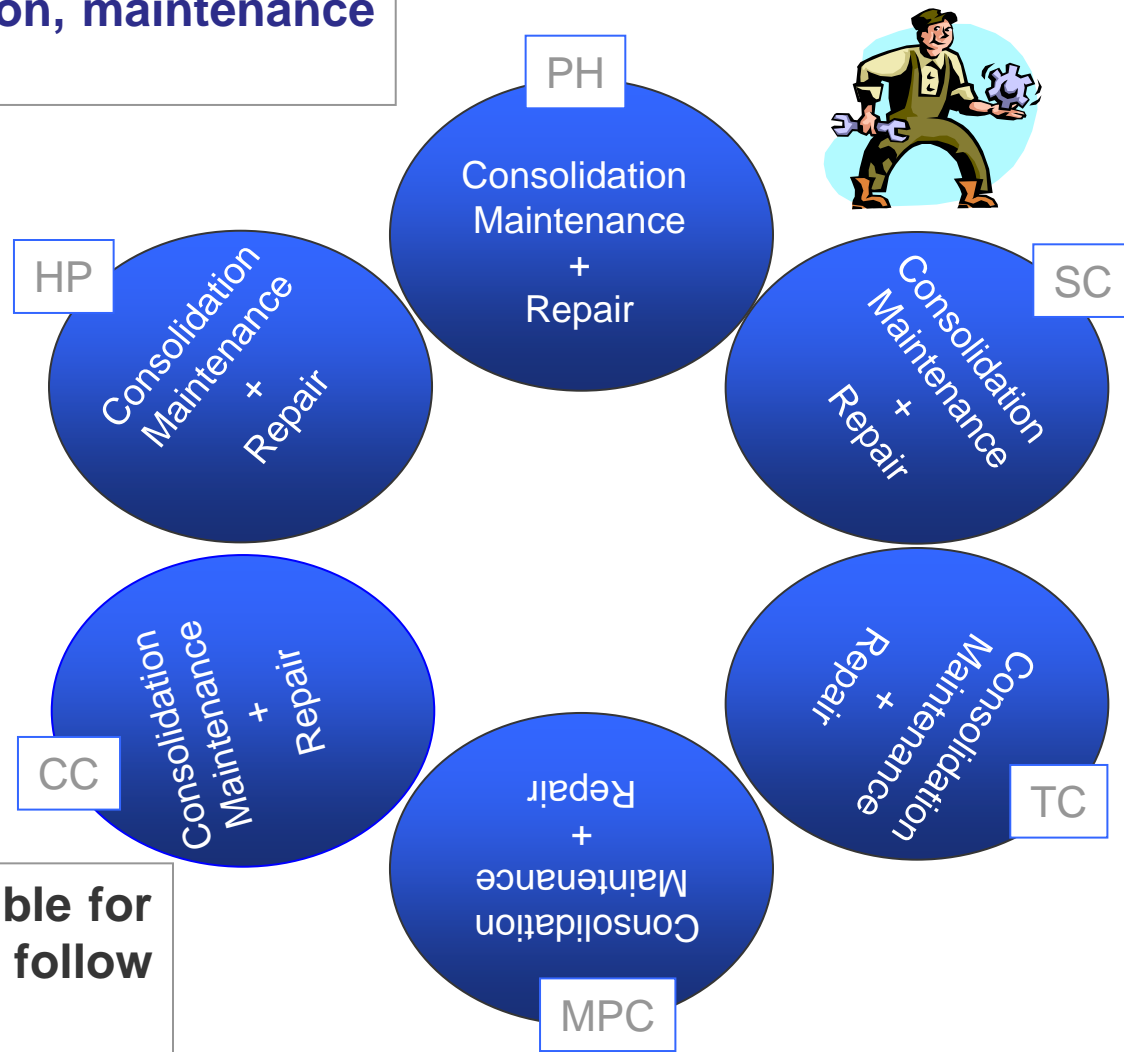 on, maintenance
PH
Consolidation
Maintenance
+
Repair
HP
Consolidation
Maintenance
+
Repair
SC
Consolidation
Maintenance
+
Repair
CC
Consolidation
Maintenance
+
Repair
TC
Consolidation
Maintenance
+
Repair
MPC
Consolidation
Maintenance
+
Repair
ble for
follow